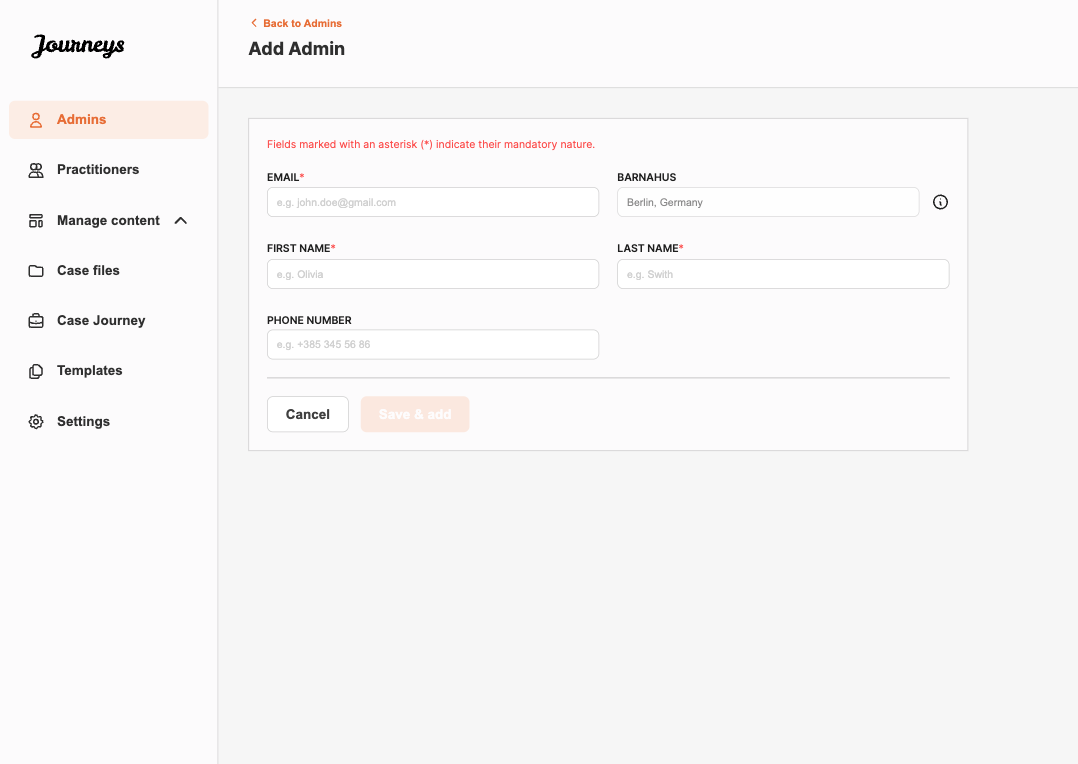 Journeys
Admins
Practitioners
Manage content
Case files
Case Journey
Templates
Settings
Back to Admins
Add Admin
Fields marked with an asterisk (*) indicate their mandatory nature.
EMAIL*
e.g. john.doe@gmail.com
BARNAHUS
Berlin, Germany
FIRST NAME*
e.g. Olivia
LAST NAME*
e.g. Swith
PHONE NUMBER
e.g. +385 345 56 86
Cancel
Save & add